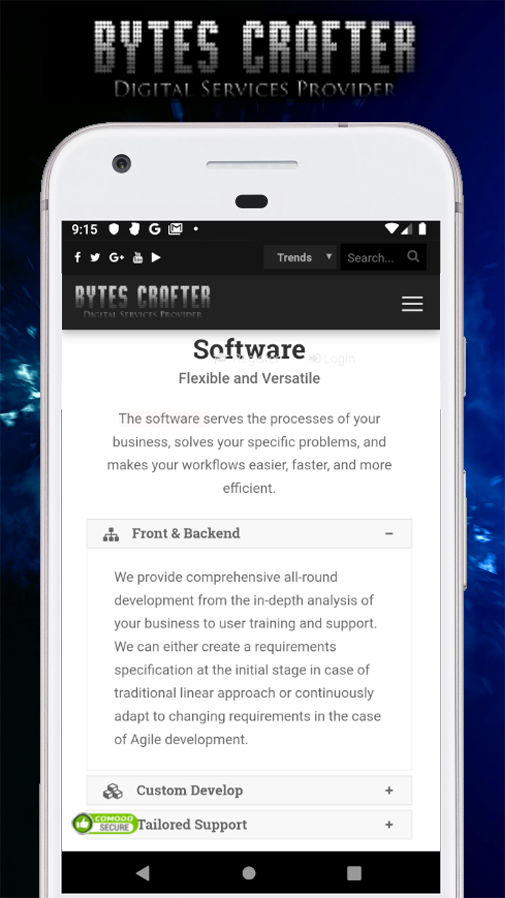 BYTES CRAFTER
DIGITAL SERVICES PROVIDER
9:15
Trends
Search...
BYTES CRAFTER
DIGITAL SERVICES PROVIDER
Software
Login
Flexible and Versatile
The software serves the processes of your
business, solves your specific problems, and
makes your workflows easier, faster, and more
efficient.
Front & Backend
We provide comprehensive all-round
development from the in-depth analysis of
your business to user training and support.
We can either create a requirements
specification at the initial stage in case of
traditional linear approach or continuously
adapt to changing requirements in the case
of Agile development.
Custom Develop
COMODO
SECURE
Tailored Support